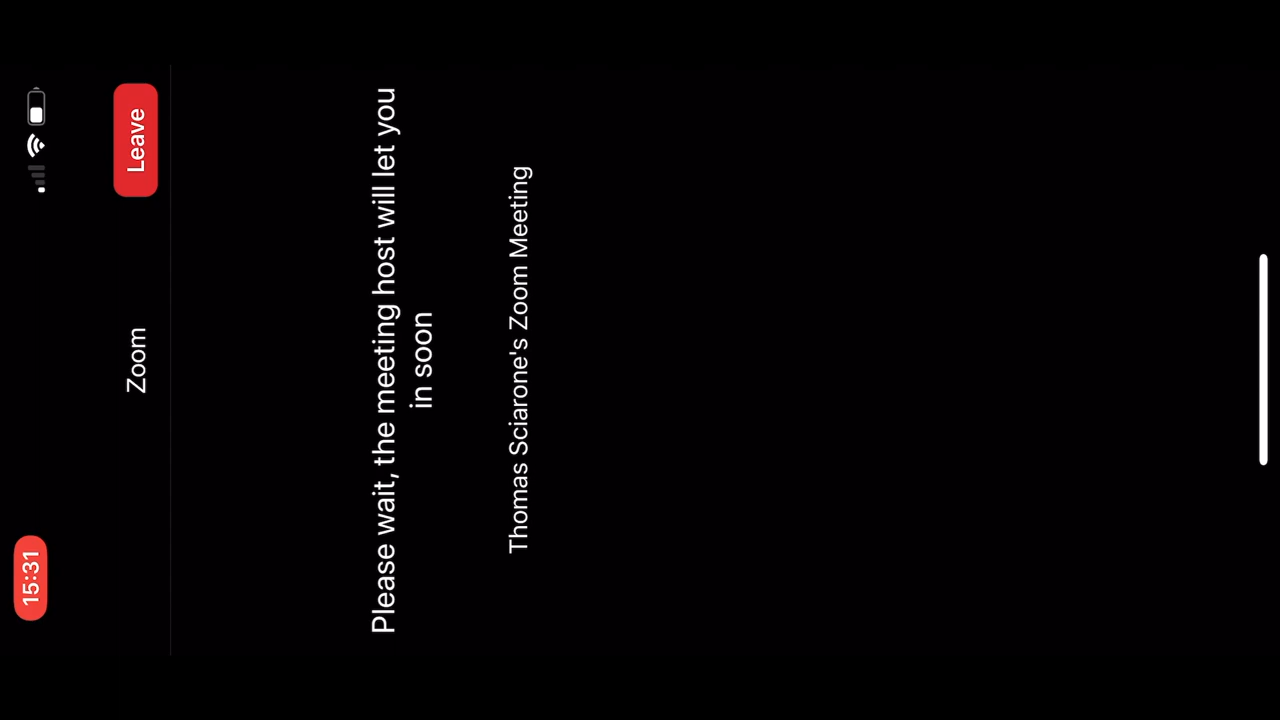 15:31
Zoom
Leave
Please wait, the meeting host will let you
in soon
Thomas Sciarone's Zoom Meeting